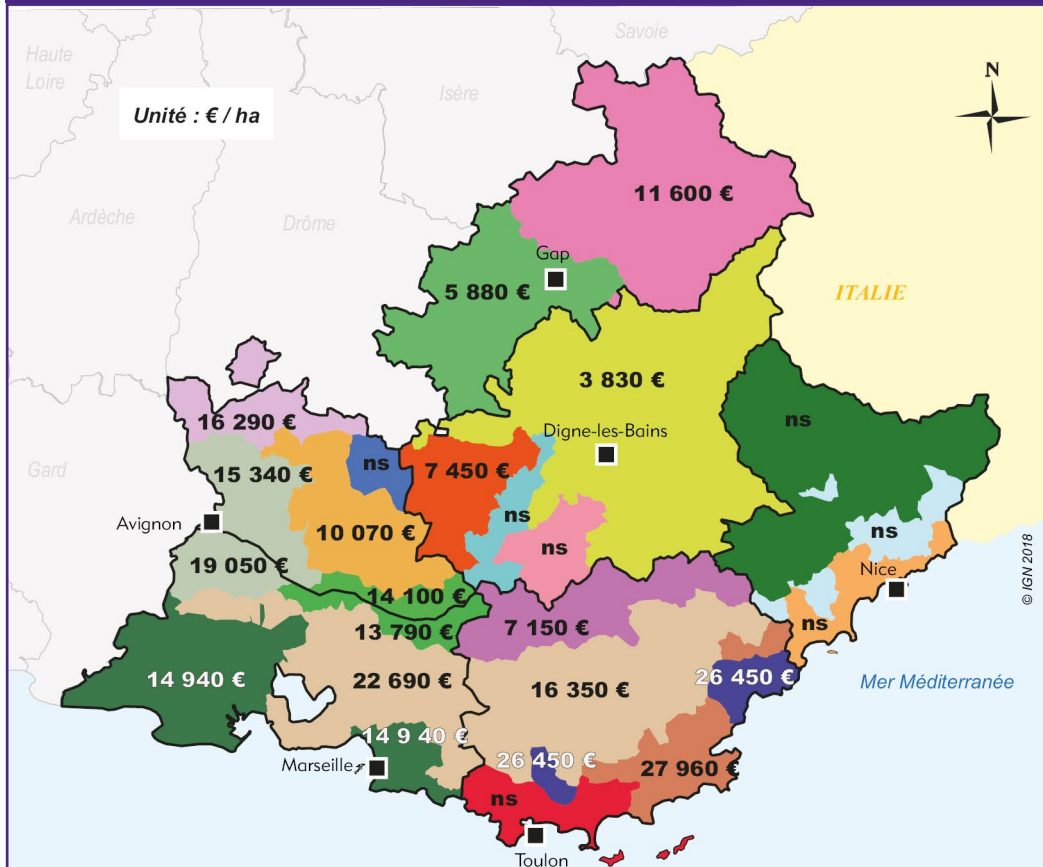 Savoie
Haute
Loire
Isère
N
Unité : € / ha
11 600 €
Ardèche
Drôme
Gap
5 880 €
ITALIE
3 830 €
16 290 €
ns
Digne-les-Bains
Gard
15 340 €
ns
7 450 €
Avignon
10 070 €
ns
ns
ns
19 050 €
Nice
14 100 €
13 790 €
7 150 €
ns
© IGN 2018
14 940 €
22 690 €
16 350 €
26 450 €
Mer Méditerranée
14 9 40 €
26 450 €
Marseille
27 960 €
ns
Toulon